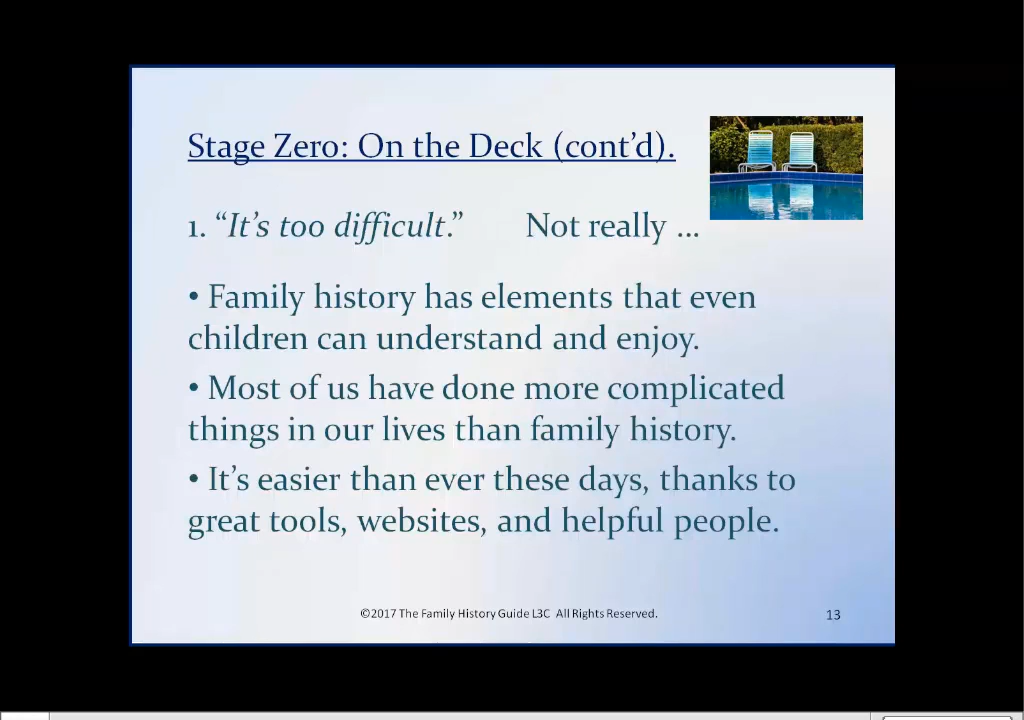 Stage Zero: On the Deck (cont’d).
1. “It’s too difficult.” Not really ...
• Family history has elements that even
children can understand and enjoy.
• Most of us have done more complicated
things in our lives than family history.
• It’s easier than ever these days, thanks to
great tools, websites, and helpful people.
©2017 The Family History Guide L3C All Rights Reserved.
13